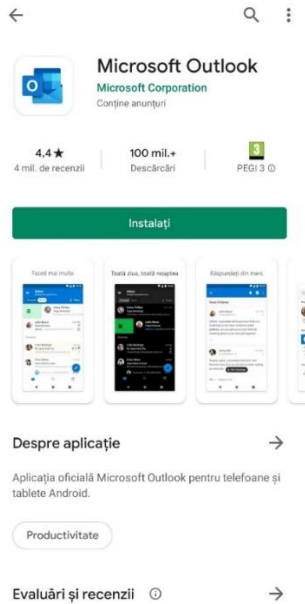 Microsoft Outlook
Microsoft Corporation
Conține anunțuri
4,4★ 100 mil.+ 3
4 mil. de recenzii Descărcări PEGI 3
Instalați
Faceți mai multe Toată ziua, toată noaptea Răspundeți din mers
Despre aplicație
Aplicația oficială Microsoft Outlook pentru telefoane și
tablete Android.
Productivitate
Evaluări și recenzii